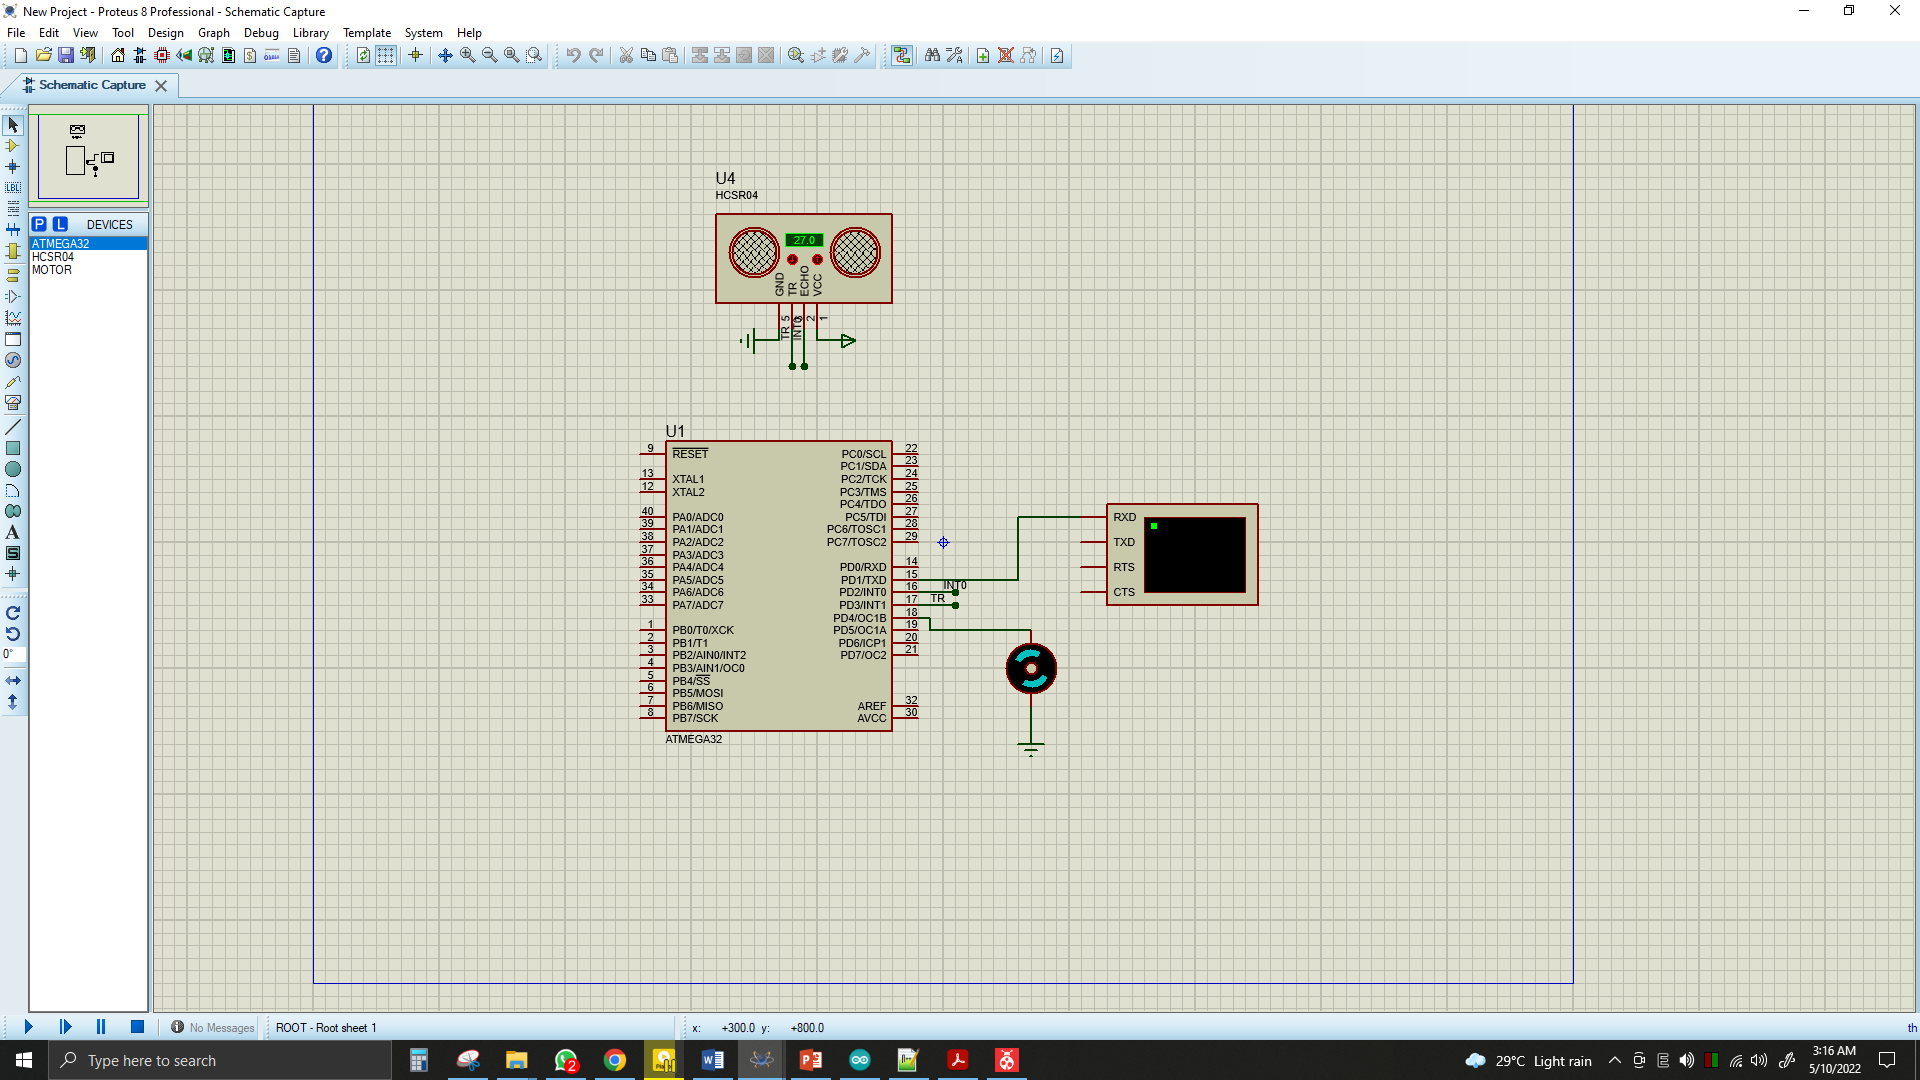 New Project - Proteus 8 Professional - Schematic Capture
File Edit View Tool Design Graph Debug Library Template System Help
Schematic Capture
P L DEVICES
ATMEGA32
HCSR04
MOTOR
LBL
A
S
0°
U4
HCSR04
27.0
GND
TR
ECHO
VCC
TR 5
INT0
2
1
U1
9 RESET
13 XTAL1
12 XTAL2
40 PA0/ADC0
39 PA1/ADC1
38 PA2/ADC2
37 PA3/ADC3
36 PA4/ADC4
35 PA5/ADC5
34 PA6/ADC6
33 PA7/ADC7
1 PB0/T0/XCK
2 PB1/T1
3 PB2/AIN0/INT2
4 PB3/AIN1/OC0
5 PB4/SS
6 PB5/MOSI
7 PB6/MISO
8 PB7/SCK
PC0/SCL 22
PC1/SDA 23
PC2/TCK 24
PC3/TMS 25
PC4/TDO 26
PC5/TDI 27
PC6/TOSC1 28
PC7/TOSC2 29
PD0/RXD 14
PD1/TXD 15
PD2/INT0 16
PD3/INT1 17
PD4/OC1B 18
PD5/OC1A 19
PD6/ICP1 20
PD7/OC2 21
AREF 32
AVCC 30
ATMEGA32
INT0
TR
RXD
TXD
RTS
CTS
No Messages ROOT - Root sheet 1 x: +300.0 y: +800.0 th
Type here to search
2
29°C Light rain
3:16 AM
5/10/2022